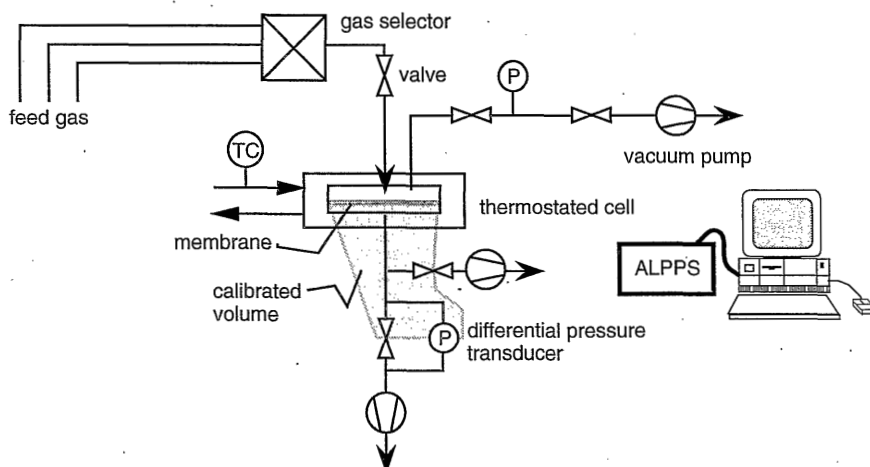 gas selector
valve
feed gas
P
vacuum pump
TC
thermostated cell
membrane
ALPPS
calibrated
volume
P
differential pressure
transducer